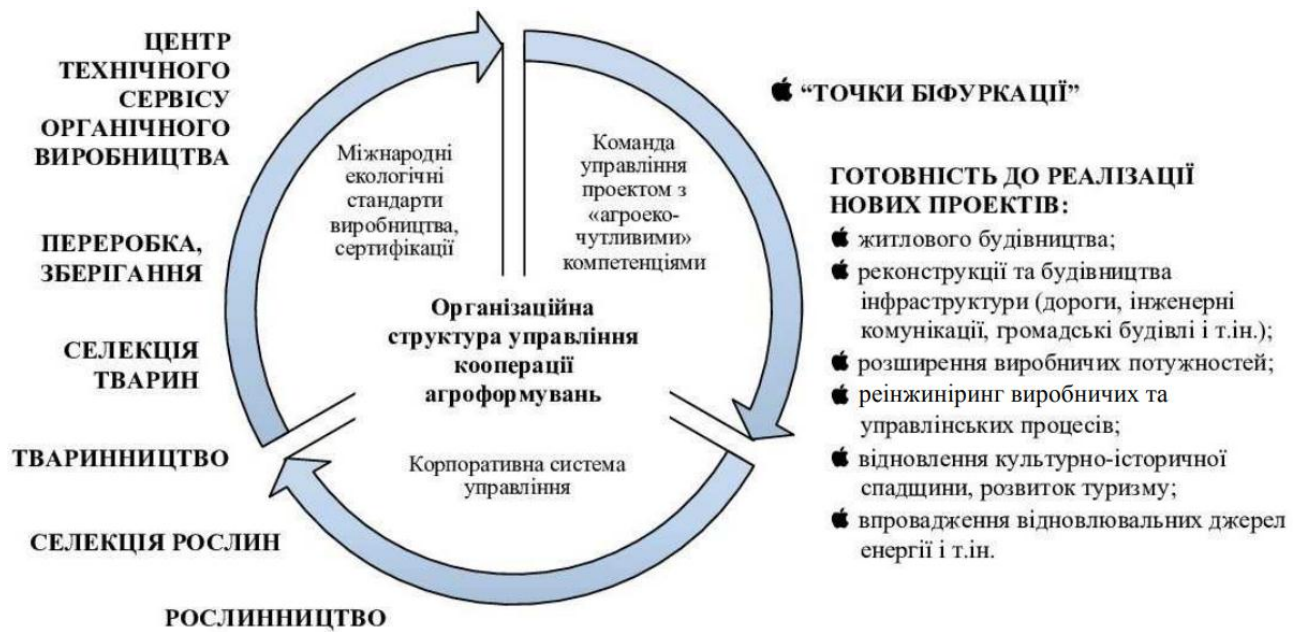 ЦЕНТР
ТЕХНІЧНОГО
СЕРВІСУ
ОРГАНІЧНОГО
ВИРОБНИЦТВА
ПЕРЕРОБКА,
ЗБЕРІГАННЯ
СЕЛЕКЦІЯ
ТВАРИН
ТВАРИННИЦТВО
СЕЛЕКЦІЯ РОСЛИН
РОСЛИННИЦТВО
Міжнародні
екологічні
стандарти
виробництва,
сертифікації
Команда
управління
проектом з
«агроеко-
чутливими»
компетенціями
Організаційна
структура управління
кооперації
агроформувань
Корпоративна система
управління
“ТОЧКИ БІФУРКАЦІЇ”
ГОТОВНІСТЬ ДО РЕАЛІЗАЦІЇ
НОВИХ ПРОЕКТІВ:
житлового будівництва;
реконструкції та будівництва
інфраструктури (дороги, інженерні
комунікації, громадські будівлі і т.ін.);
розширення виробничих потужностей;
реінжиніринг виробничих та
управлінських процесів;
відновлення культурно-історичної
спадщини, розвиток туризму;
впровадження відновлювальних джерел
енергії і т.ін.